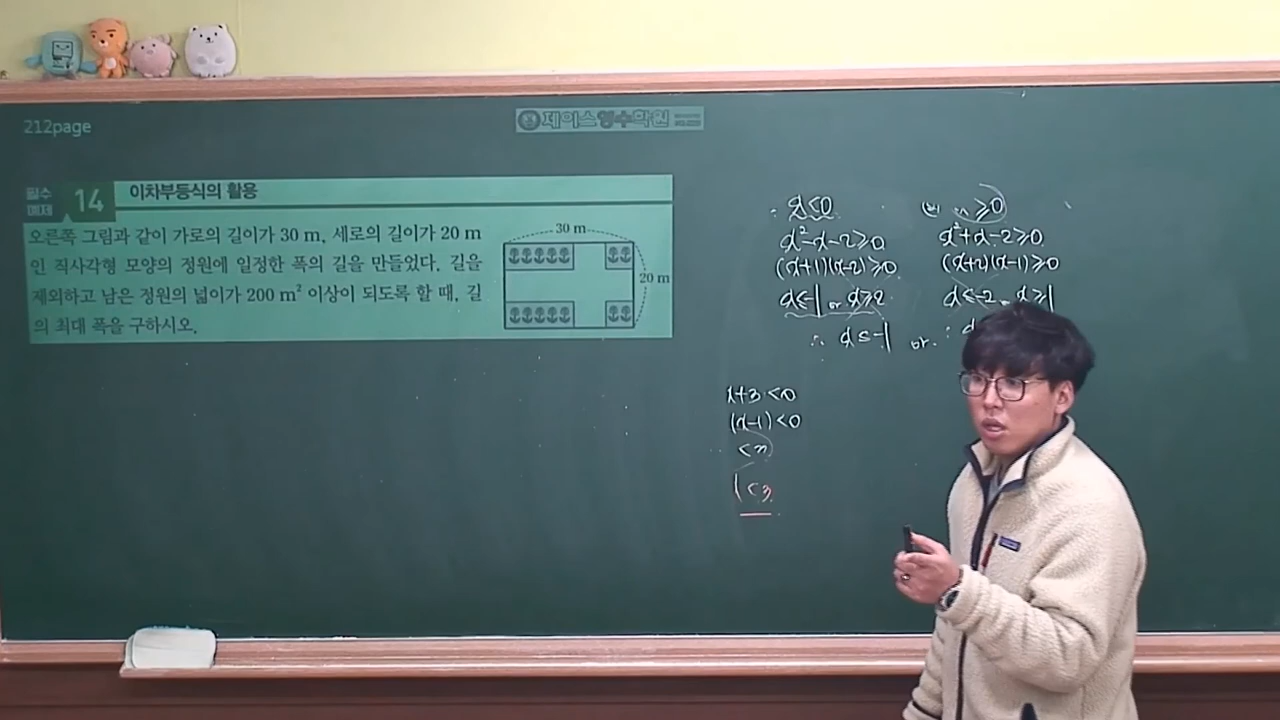 212page
제이스영수학원
필수
예제
14
이차부등식의 활용
오른쪽 그림과 같이 가로의 길이가 30 m, 세로의 길이가 20 m
인 직사각형 모양의 정원에 일정한 폭의 길을 만들었다. 길을
제외하고 남은 정원의 넓이가 200 m² 이상이 되도록 할 때, 길
의 최대 폭을 구하시오.
30 m
20 m
x<0
≥0
x²-x-2≥0
x²+x-2≥0
(x+1)(x-2)≥0
(x+2)(x-1)≥0
x≤-1 or x≥2
x≤-2 x≥1
∴ x≤-1 or
x+3<0
(x-1)<0